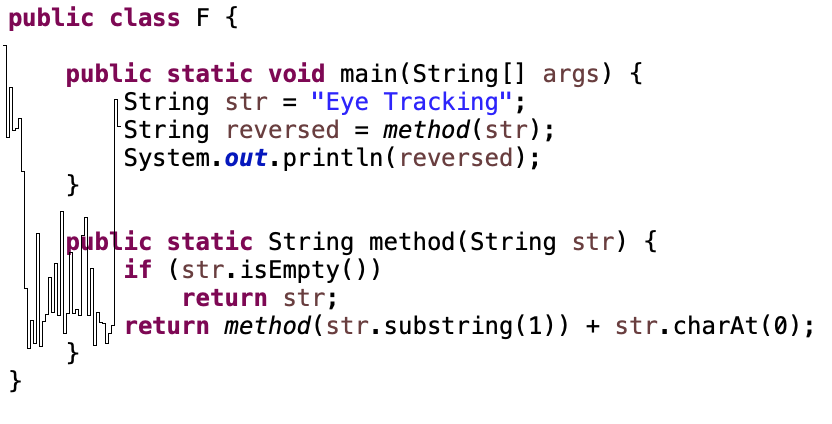 public class F {
public static void main(String[] args) {
String str = "Eye Tracking";
String reversed = method(str);
System.out.println(reversed);
}
public static String method(String str) {
if (str.isEmpty())
return str;
return method(str.substring(1)) + str.charAt(0);
}
}